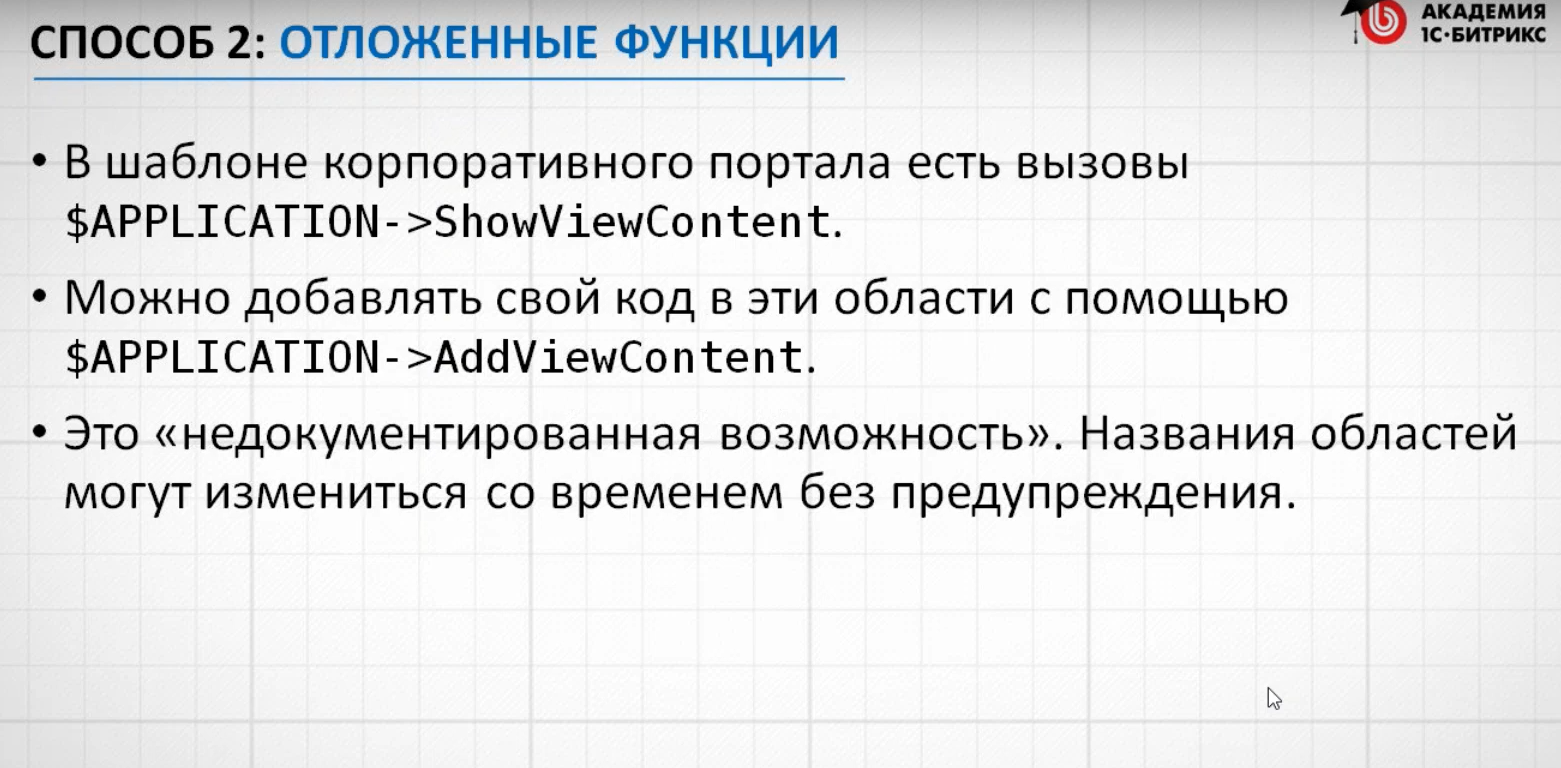 СПОСОБ 2: ОТЛОЖЕННЫЕ ФУНКЦИИ
АКАДЕМИЯ
1С·БИТРИКС
• В шаблоне корпоративного портала есть вызовы
$APPLICATION->ShowViewContent.
• Можно добавлять свой код в эти области с помощью
$APPLICATION->AddViewContent.
• Это «недокументированная возможность». Названия областей
могут измениться со временем без предупреждения.